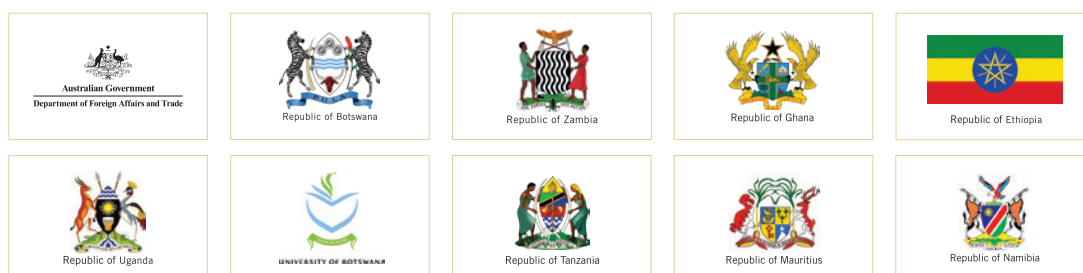 Australian Government
Department of Foreign Affairs and Trade
Republic of Botswana
Republic of Zambia
Republic of Ghana
Republic of Ethiopia
Republic of Uganda
UNIVERSITY OF BOTSWANA
Republic of Tanzania
Republic of Mauritius
Republic of Namibia